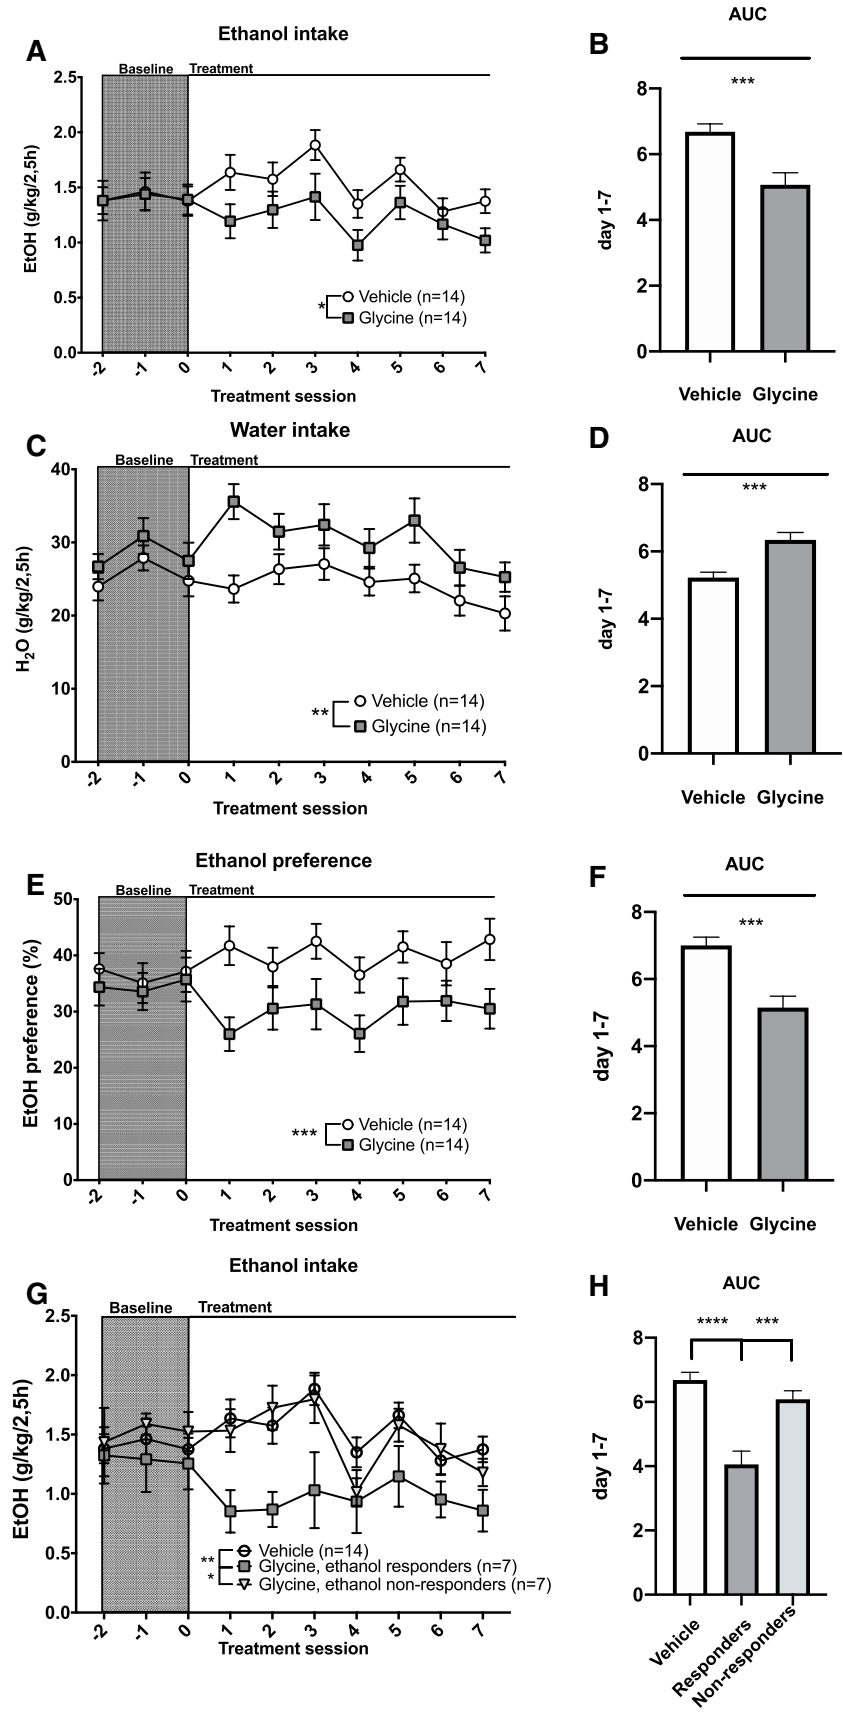 A
Ethanol intake
Baseline Treatment
EtOH (g/kg/2,5h)
2.5
2.0
1.5
1.0
0.5
0.0
* Vehicle (n=14)
Glycine (n=14)
-2 -1 0 1 2 3 4 5 6 7
Treatment session
B
AUC
***
day 1-7
8
6
4
2
0
Vehicle Glycine
C
Water intake
Baseline Treatment
H2O (g/kg/2,5h)
40
30
20
10
0
** Vehicle (n=14)
Glycine (n=14)
-2 -1 0 1 2 3 4 5 6 7
Treatment session
D
AUC
***
day 1-7
8
6
4
2
0
Vehicle Glycine
E
Ethanol preference
Baseline Treatment
EtOH preference (%)
50
40
30
20
10
0
*** Vehicle (n=14)
Glycine (n=14)
-2 -1 0 1 2 3 4 5 6 7
Treatment session
F
AUC
***
day 1-7
8
6
4
2
0
Vehicle Glycine
G
Ethanol intake
Baseline Treatment
EtOH (g/kg/2,5h)
2.5
2.0
1.5
1.0
0.5
0.0
Vehicle (n=14)
** Glycine, ethanol responders (n=7)
* Glycine, ethanol non-responders (n=7)
-2 -1 0 1 2 3 4 5 6 7
Treatment session
H
AUC
**** ***
day 1-7
8
6
4
2
0
Vehicle
Responders
Non-responders